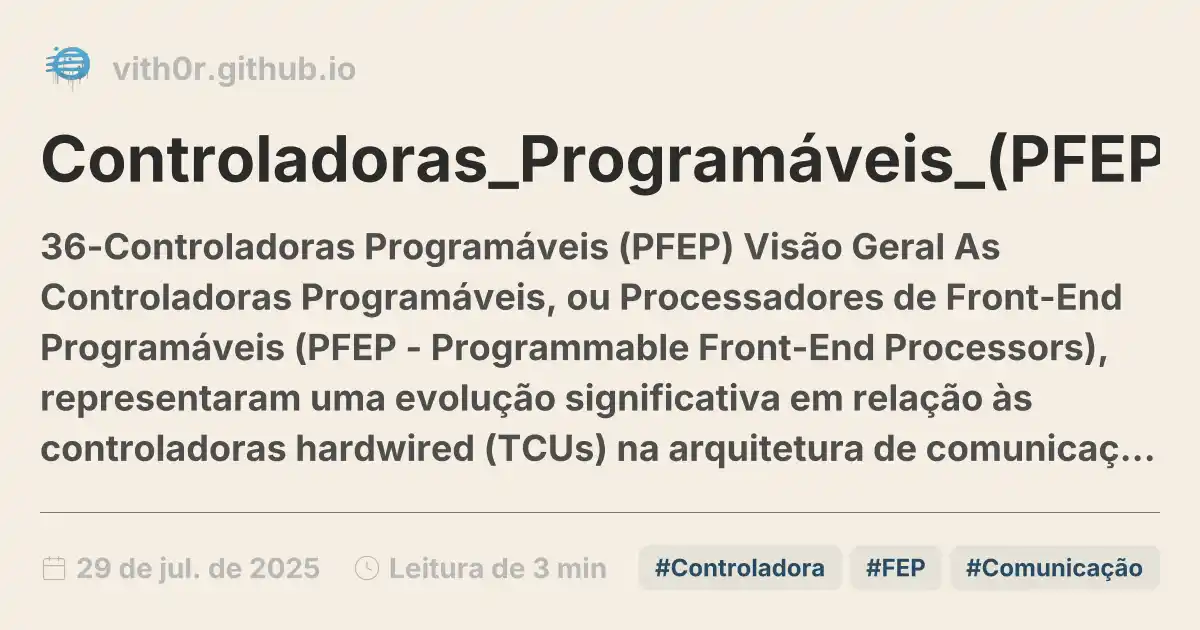 vith0r.github.io
Controladoras_Programáveis_(PFEP
36-Controladoras Programáveis (PFEP) Visão Geral As
Controladoras Programáveis, ou Processadores de Front-End
Programáveis (PFEP - Programmable Front-End Processors),
representaram uma evolução significativa em relação às
controladoras hardwired (TCUs) na arquitetura de comunicaç...
29 de jul. de 2025 Leitura de 3 min #Controladora #FEP #Comunicação